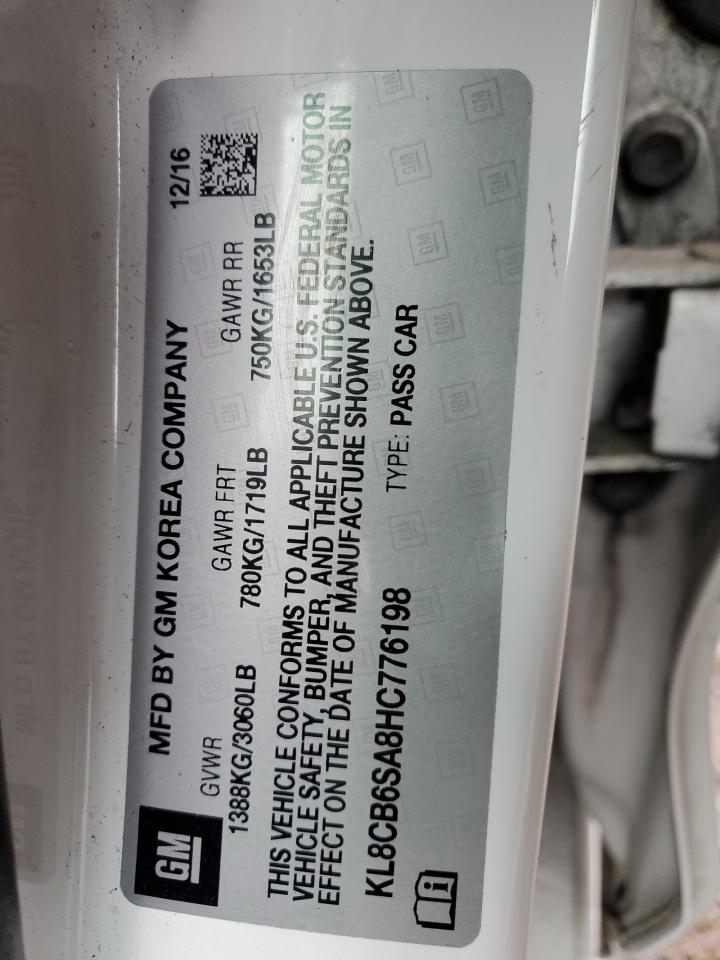 GM
MFD BY GM KOREA COMPANY
12/16
GVWR
GAWR FRT
GAWR RR
1388KG/3060LB
780KG/1719LB
750KG/1653LB
THIS VEHICLE CONFORMS TO ALL APPLICABLE U.S. FEDERAL MOTOR
VEHICLE SAFETY, BUMPER, AND THEFT PREVENTION STANDARDS IN
EFFECT ON THE DATE OF MANUFACTURE SHOWN ABOVE.
KL8CB6SA8HC776198
TYPE: PASS CAR